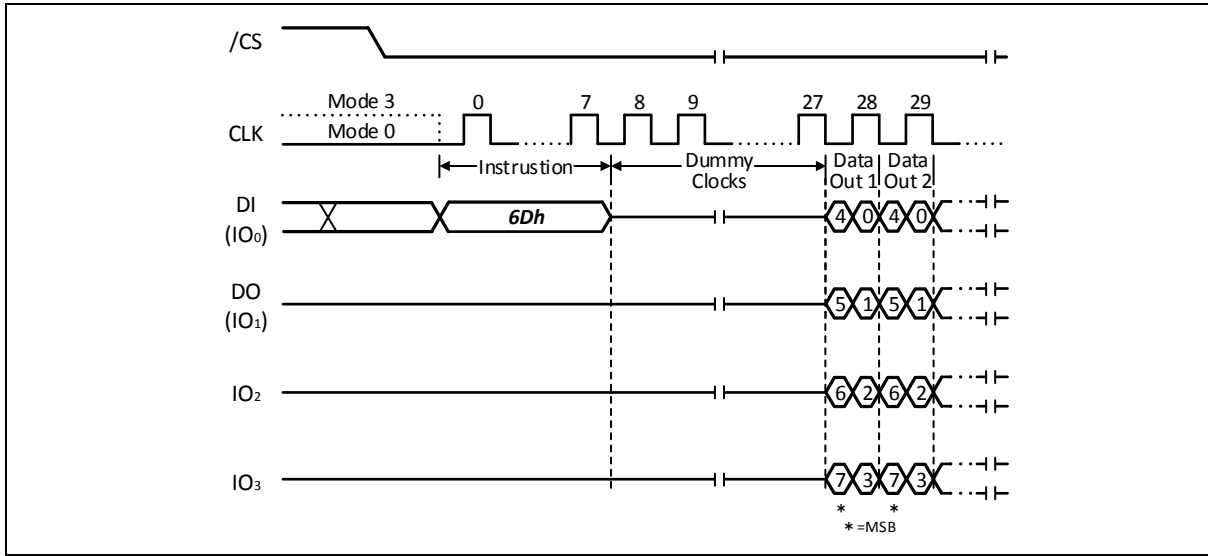 /CS
Mode 3 0 7 8 9 27 28 29
CLK Mode 0
Instrustion Dummy Clocks Data Out 1 Data Out 2
DI (IO0) 6Dh 4 0 4 0
DO (IO1) 5 1 5 1
IO2 6 2 6 2
IO3 7 3 7 3
* *
* =MSB